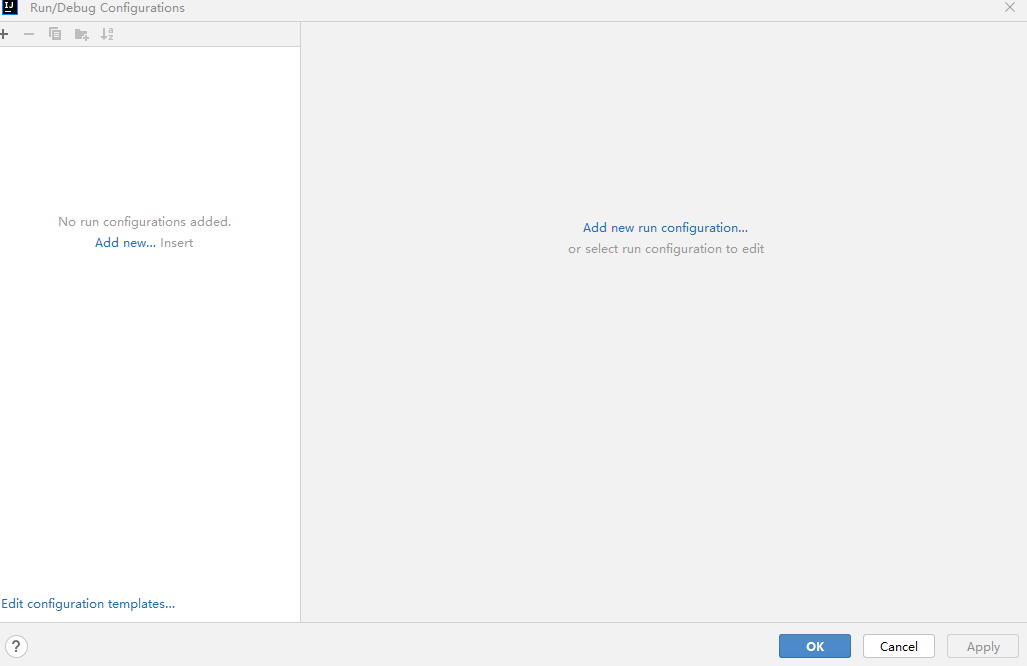 IJ
Run/Debug Configurations
No run configurations added.
Add new... Insert
Add new run configuration...
or select run configuration to edit
Edit configuration templates...
?
OK
Cancel
Apply